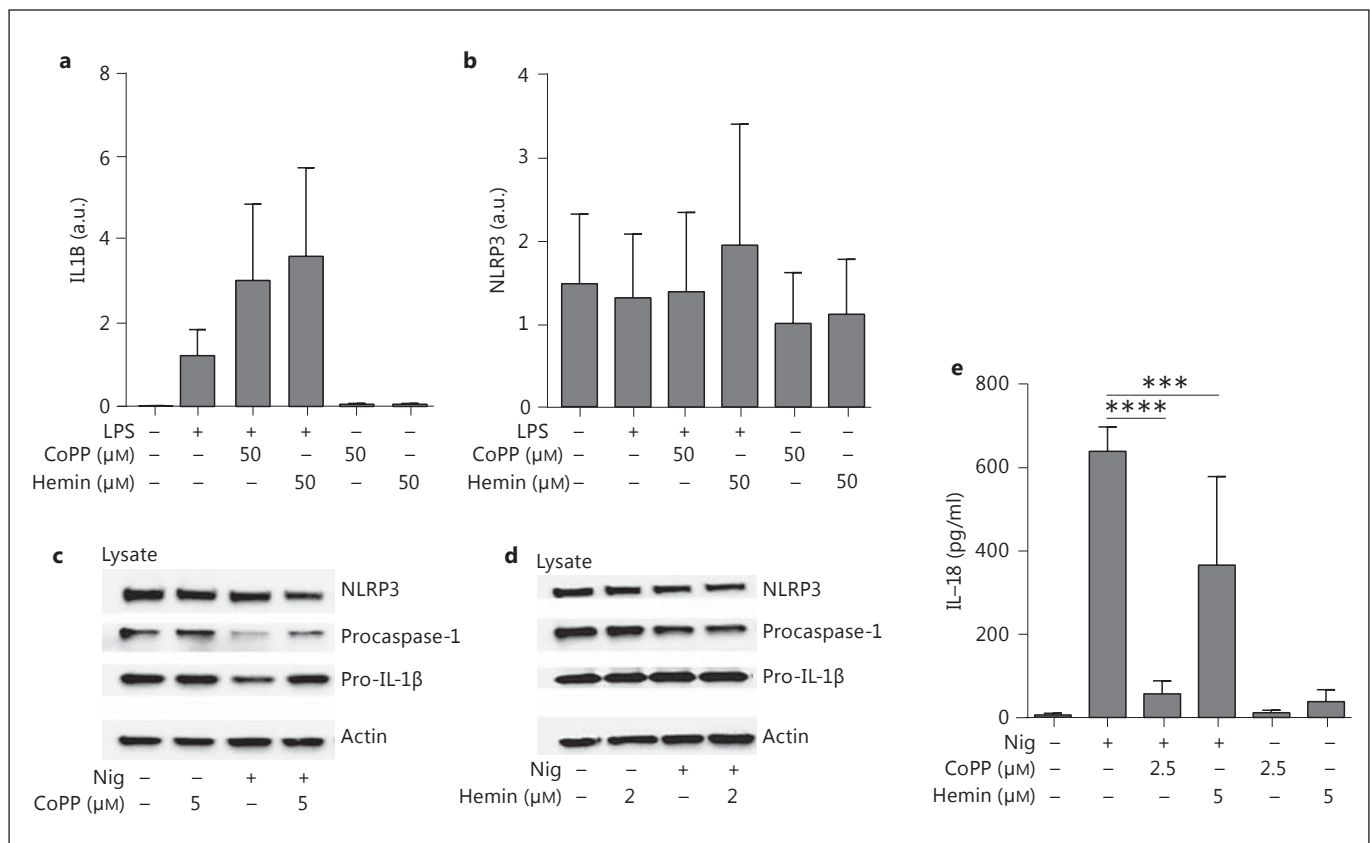 a
8
6
4
2
0
IL1B (a.u.)
LPS – + + + – –
CoPP (μM) – – 50 – 50 –
Hemin (μM) – – – 50 – 50
b
4
3
2
1
0
NLRP3 (a.u.)
LPS – + + + – –
CoPP (μM) – – 50 – 50 –
Hemin (μM) – – – 50 – 50
c
Lysate
NLRP3
Procaspase-1
Pro-IL-1β
Actin
Nig – – + +
CoPP (μM) – 5 – 5
d
Lysate
NLRP3
Procaspase-1
Pro-IL-1β
Actin
Nig – – + +
Hemin (μM) – 2 – 2
e
800
600
400
200
0
IL–18 (pg/ml)
***
****
Nig – + + + – –
CoPP (μM) – – 2.5 – 2.5 –
Hemin (μM) – – – 5 – 5